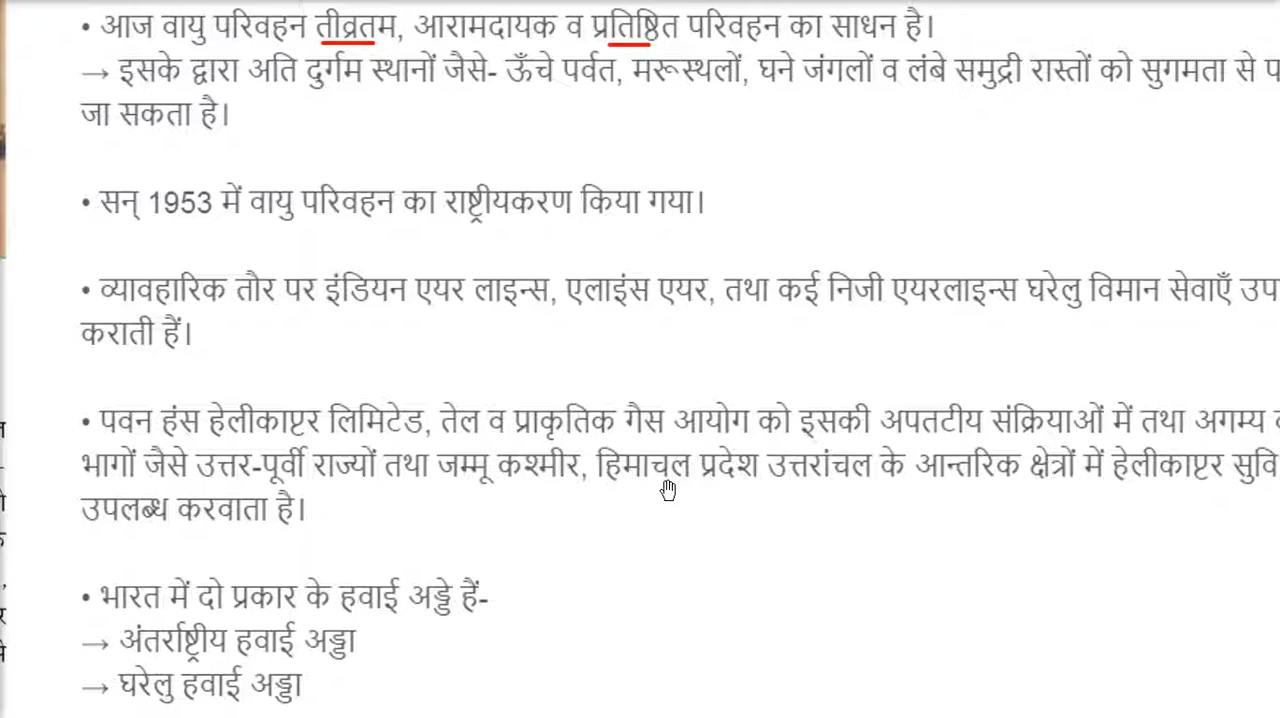 • आज वायु परिवहन तीव्रतम, आरामदायक व प्रतिष्ठित परिवहन का साधन है।
→ इसके द्वारा अति दुर्गम स्थानों जैसे- ऊँचे पर्वत, मरूस्थलों, घने जंगलों व लंबे समुद्री रास्तों को सुगमता से
जा सकता है।
• सन् 1953 में वायु परिवहन का राष्ट्रीयकरण किया गया।
• व्यावहारिक तौर पर इंडियन एयर लाइन्स, एलाइंस एयर, तथा कई निजी एयरलाइन्स घरेलु विमान सेवाएँ
कराती हैं।
• पवन हंस हेलीकाप्टर लिमिटेड, तेल व प्राकृतिक गैस आयोग को इसकी अपतटीय संक्रियाओं में तथा अगम्य
भागों जैसे उत्तर-पूर्वी राज्यों तथा जम्मू कश्मीर, हिमाचल प्रदेश उत्तरांचल के आन्तरिक क्षेत्रों में हेलीकाप्टर
उपलब्ध करवाता है।
• भारत में दो प्रकार के हवाई अड्डे हैं-
→ अंतर्राष्ट्रीय हवाई अड्डा
→ घरेलु हवाई अड्डा